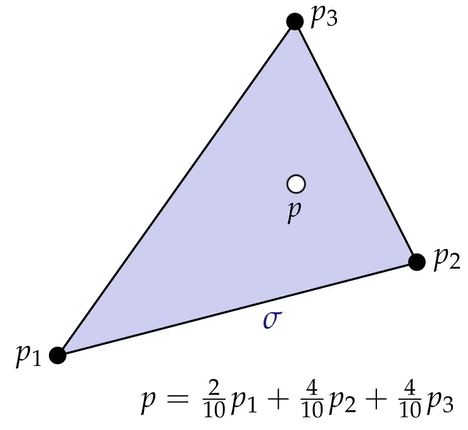 p₃
p
p₂
σ
p₁
p = 2/10 p₁ + 4/10 p₂ + 4/10 p₃